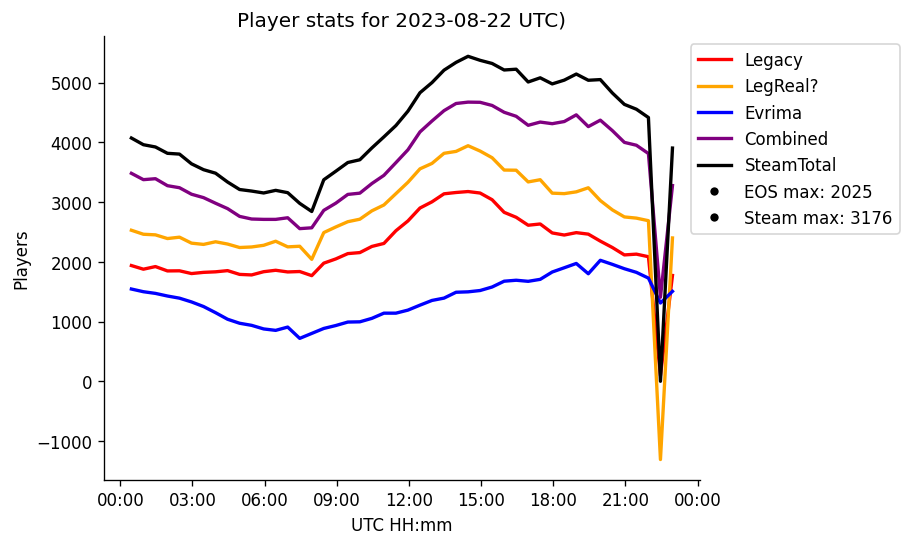 Player stats for 2023-08-22 UTC)
Legacy
LegReal?
Evrima
Combined
SteamTotal
EOS max: 2025
Steam max: 3176
Players
5000
4000
3000
2000
1000
0
−1000
00:00 03:00 06:00 09:00 12:00 15:00 18:00 21:00 00:00
UTC HH:mm